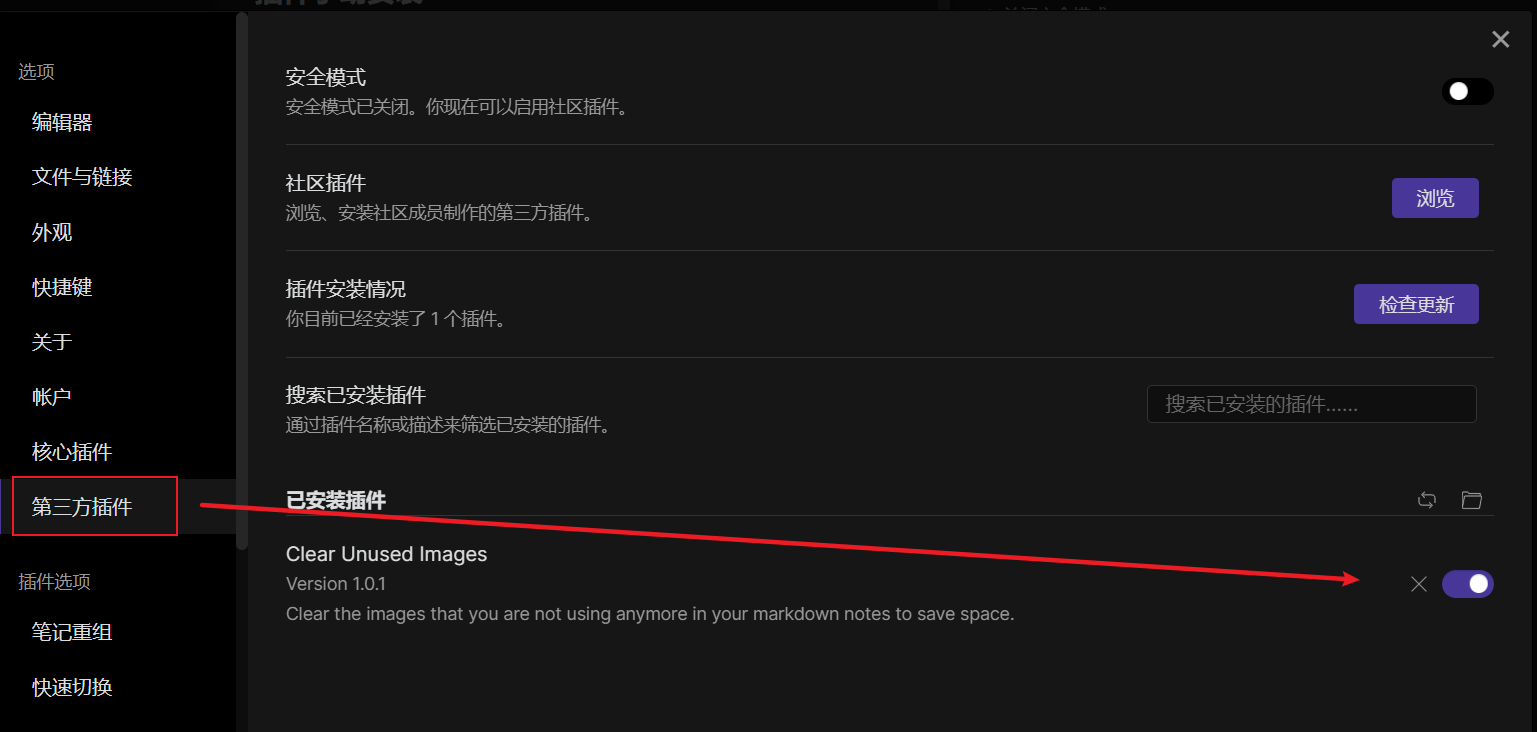 选项
编辑器
文件与链接
外观
快捷键
关于
帐户
核心插件
第三方插件
插件选项
笔记重组
快速切换
安全模式
安全模式已关闭。你现在可以启用社区插件。
社区插件
浏览、安装社区成员制作的第三方插件。
浏览
插件安装情况
你目前已经安装了 1 个插件。
检查更新
搜索已安装插件
通过插件名称或描述来筛选已安装的插件。
搜索已安装的插件......
已安装插件
Clear Unused Images
Version 1.0.1
Clear the images that you are not using anymore in your markdown notes to save space.